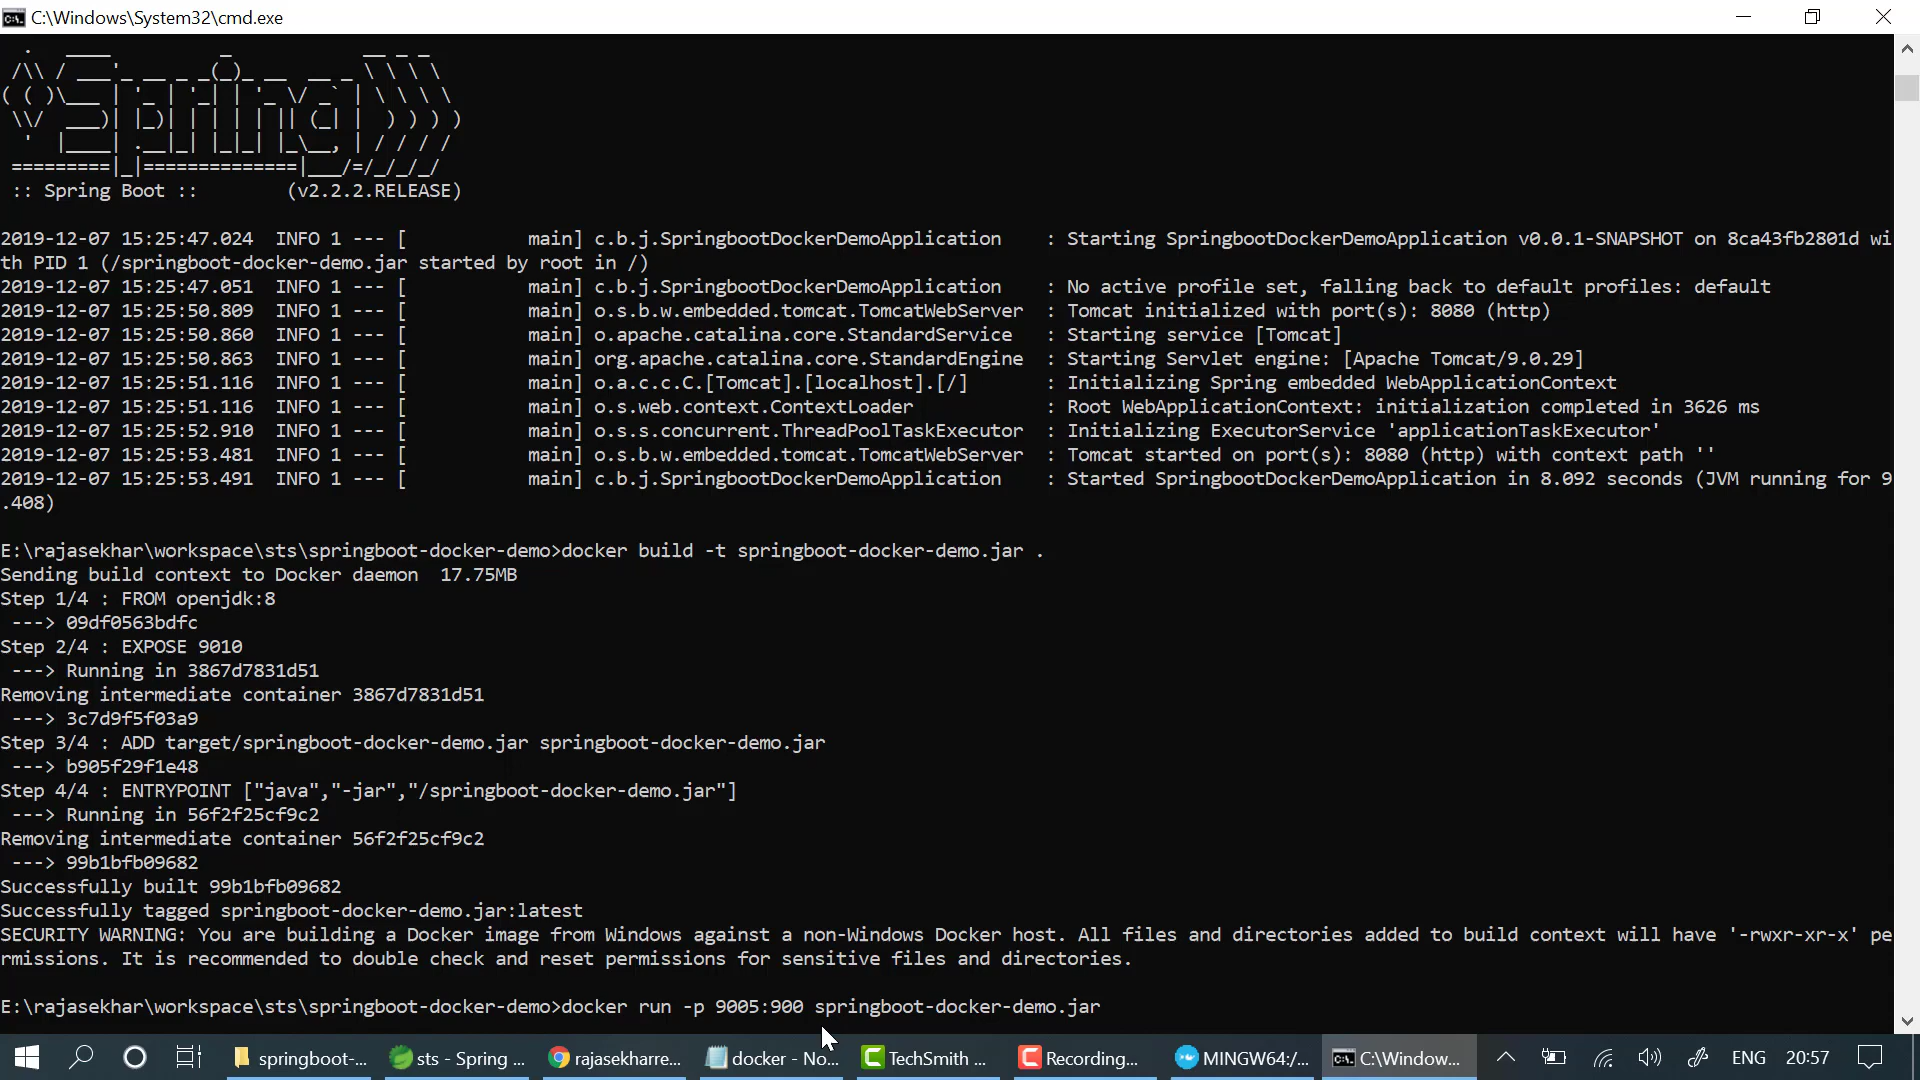 C:\Windows\System32\cmd.exe
  .   ____          _            __ _ _
 /\\ / ___'_ __ _ _(_)_ __  __ _ \ \ \ \
( ( )\___ | '_ | '_| | '_ \/ _` | \ \ \ \
 \\/  ___)| |_)| | | | | || (_| |  ) ) ) )
  '  |____| .__|_| |_|_| |_\__, | / / / /
 =========|_|==============|___/=/_/_/_/
 :: Spring Boot ::        (v2.2.2.RELEASE)
2019-12-07 15:25:47.024  INFO 1 --- [           main] c.b.j.SpringbootDockerDemoApplication    : Starting SpringbootDockerDemoApplication v0.0.1-SNAPSHOT on 8ca43fb2801d wi
th PID 1 (/springboot-docker-demo.jar started by root in /)
2019-12-07 15:25:47.051  INFO 1 --- [           main] c.b.j.SpringbootDockerDemoApplication    : No active profile set, falling back to default profiles: default
2019-12-07 15:25:50.809  INFO 1 --- [           main] o.s.b.w.embedded.tomcat.TomcatWebServer  : Tomcat initialized with port(s): 8080 (http)
2019-12-07 15:25:50.860  INFO 1 --- [           main] o.apache.catalina.core.StandardService   : Starting service [Tomcat]
2019-12-07 15:25:50.863  INFO 1 --- [           main] org.apache.catalina.core.StandardEngine  : Starting Servlet engine: [Apache Tomcat/9.0.29]
2019-12-07 15:25:51.116  INFO 1 --- [           main] o.a.c.c.C.[Tomcat].[localhost].[/]       : Initializing Spring embedded WebApplicationContext
2019-12-07 15:25:51.116  INFO 1 --- [           main] o.s.web.context.ContextLoader            : Root WebApplicationContext: initialization completed in 3626 ms
2019-12-07 15:25:52.910  INFO 1 --- [           main] o.s.s.concurrent.ThreadPoolTaskExecutor  : Initializing ExecutorService 'applicationTaskExecutor'
2019-12-07 15:25:53.481  INFO 1 --- [           main] o.s.b.w.embedded.tomcat.TomcatWebServer  : Tomcat started on port(s): 8080 (http) with context path ''
2019-12-07 15:25:53.491  INFO 1 --- [           main] c.b.j.SpringbootDockerDemoApplication    : Started SpringbootDockerDemoApplication in 8.092 seconds (JVM running for 9
.408)
E:\rajasekhar\workspace\sts\springboot-docker-demo>docker build -t springboot-docker-demo.jar .
Sending build context to Docker daemon  17.75MB
Step 1/4 : FROM openjdk:8
 ---> 09df0563bdfc
Step 2/4 : EXPOSE 9010
 ---> Running in 3867d7831d51
Removing intermediate container 3867d7831d51
 ---> 3c7d9f5f03a9
Step 3/4 : ADD target/springboot-docker-demo.jar springboot-docker-demo.jar
 ---> b905f29f1e48
Step 4/4 : ENTRYPOINT ["java","-jar","/springboot-docker-demo.jar"]
 ---> Running in 56f2f25cf9c2
Removing intermediate container 56f2f25cf9c2
 ---> 99b1bfb09682
Successfully built 99b1bfb09682
Successfully tagged springboot-docker-demo.jar:latest
SECURITY WARNING: You are building a Docker image from Windows against a non-Windows Docker host. All files and directories added to build context will have '-rwxr-xr-x' pe
rmissions. It is recommended to double check and reset permissions for sensitive files and directories.
E:\rajasekhar\workspace\sts\springboot-docker-demo>docker run -p 9005:900 springboot-docker-demo.jar
springboot-... sts - Spring ... rajasekharre... docker - No... TechSmith ... Recording... MINGW64:/... C:\Window... ENG 20:57